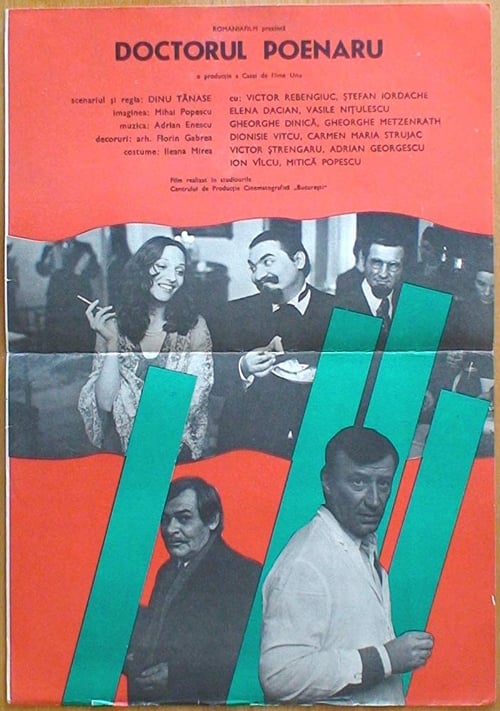 ROMANIAFILM prezintă
DOCTORUL POENARU
o producție a Casei de filme Unu
scenariul și regia: DINU TĂNASE
imaginea: Mihai Popescu
muzica: Adrian Enescu
decoruri: arh. Florin Gabrea
costume: Ileana Mirea
cu: VICTOR REBENGIUC, ȘTEFAN IORDACHE
ELENA DACIAN, VASILE NIȚULESCU
GHEORGHE DINICĂ, GHEORGHE METZENRATH
DIONISIE VITCU, CARMEN MARIA STRUJAC
VICTOR ȘTRENGARU, ADRIAN GEORGESCU
ION VÎLCU, MITICĂ POPESCU
Film realizat în studiourile
Centrului de Producție Cinematografică „București"